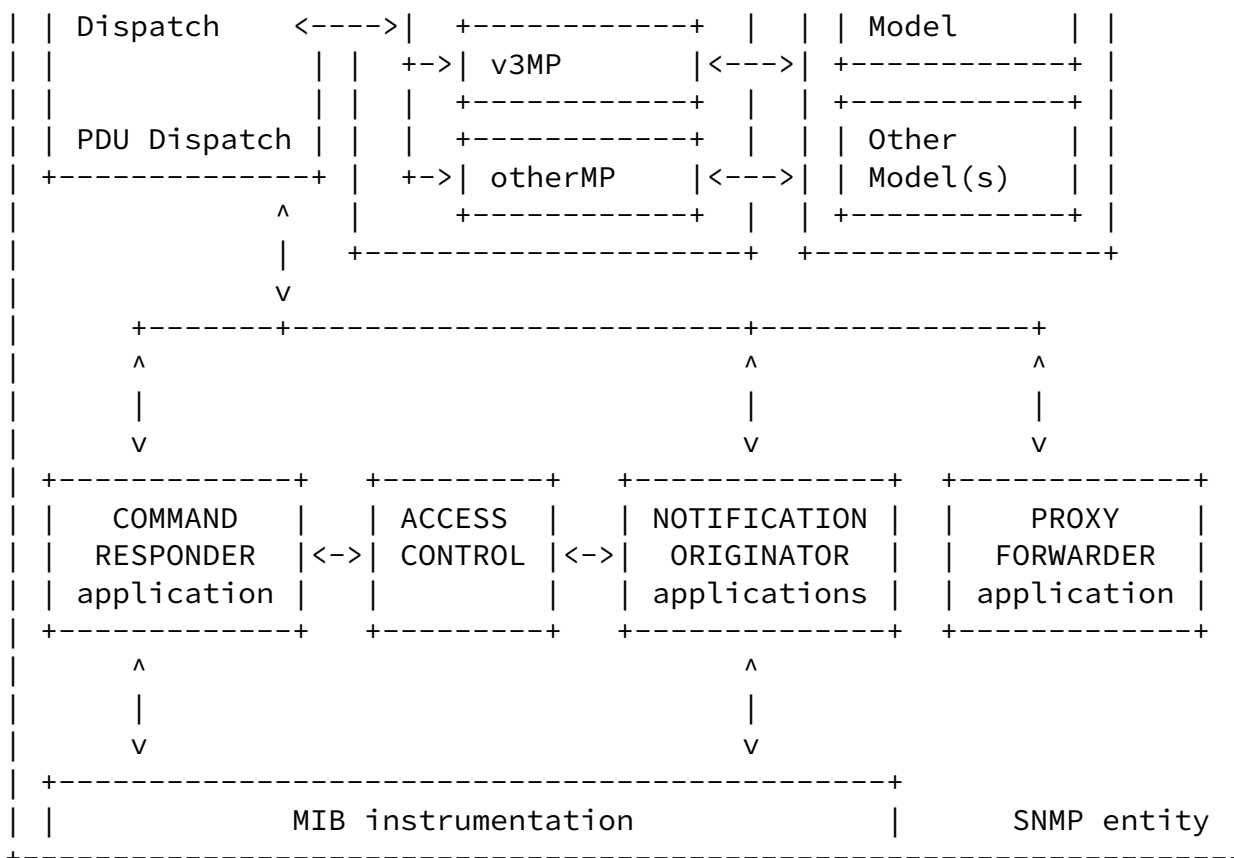 | | Dispatch    <---->|  +------------+  |  | | Model      | |
| |              | |  +->| v3MP       |<--->| +------------+ |
| |              | |  |  +------------+  |  | +------------+ |
| | PDU Dispatch | |  |  +------------+  |  | | Other      | |
| +--------------+ |  +->| otherMP    |<--->| | Model(s)   | |
|              ^   |     +------------+  |  | +------------+ |
|              |   +---------------------+  +----------------+
|              v
|      +-------+-------------------------+---------------+
|      ^                                 ^               ^
|      |                                 |               |
|      v                                 v               v
| +-------------+   +---------+   +--------------+  +-------------+
| |   COMMAND   |   | ACCESS  |   | NOTIFICATION |  |    PROXY    |
| |  RESPONDER  |<->| CONTROL |<->|  ORIGINATOR  |  |  FORWARDER  |
| | application |   |         |   | applications |  | application |
| +-------------+   +---------+   +--------------+  +-------------+
|      ^                                 ^
|      |                                 |
|      v                                 v
| +----------------------------------------------+
| |             MIB instrumentation              |      SNMP entity
+--------------------------------------------------------------------